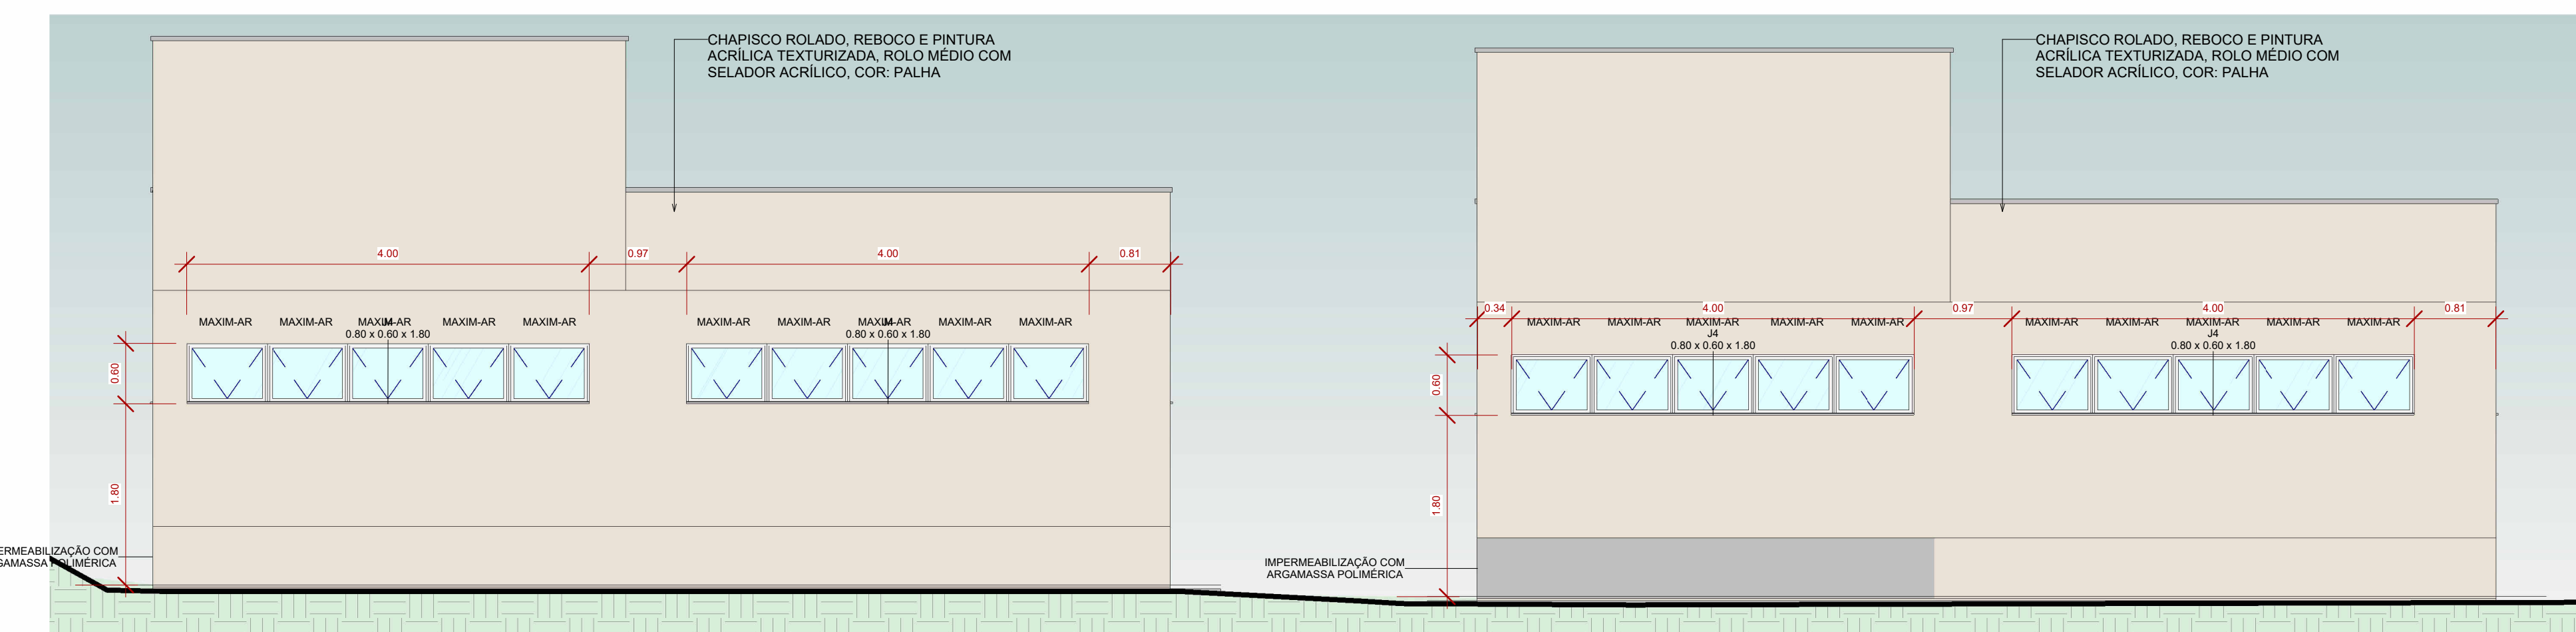 CHAPISCO ROLADO, REBOCO E PINTURA
ACRÍLICA TEXTURIZADA, ROLO MÉDIO COM
SELADOR ACRÍLICO, COR: PALHA
4.00
0.97
4.00
0.81
MAXIM-AR
MAXIM-AR
MAXIM-AR
MAXIM-AR
MAXIM-AR
0.80 x 0.60 x 1.80
MAXIM-AR
MAXIM-AR
MAXIM-AR
MAXIM-AR
MAXIM-AR
0.80 x 0.60 x 1.80
0.60
1.80
ERMEABILIZAÇÃO COM
GAMASSA POLIMÉRICA
CHAPISCO ROLADO, REBOCO E PINTURA
ACRÍLICA TEXTURIZADA, ROLO MÉDIO COM
SELADOR ACRÍLICO, COR: PALHA
0.34
4.00
0.97
4.00
0.81
MAXIM-AR
MAXIM-AR
MAXIM-AR
MAXIM-AR
MAXIM-AR
J4
0.80 x 0.60 x 1.80
MAXIM-AR
MAXIM-AR
MAXIM-AR
MAXIM-AR
MAXIM-AR
J4
0.80 x 0.60 x 1.80
0.60
1.80
IMPERMEABILIZAÇÃO COM
ARGAMASSA POLIMÉRICA